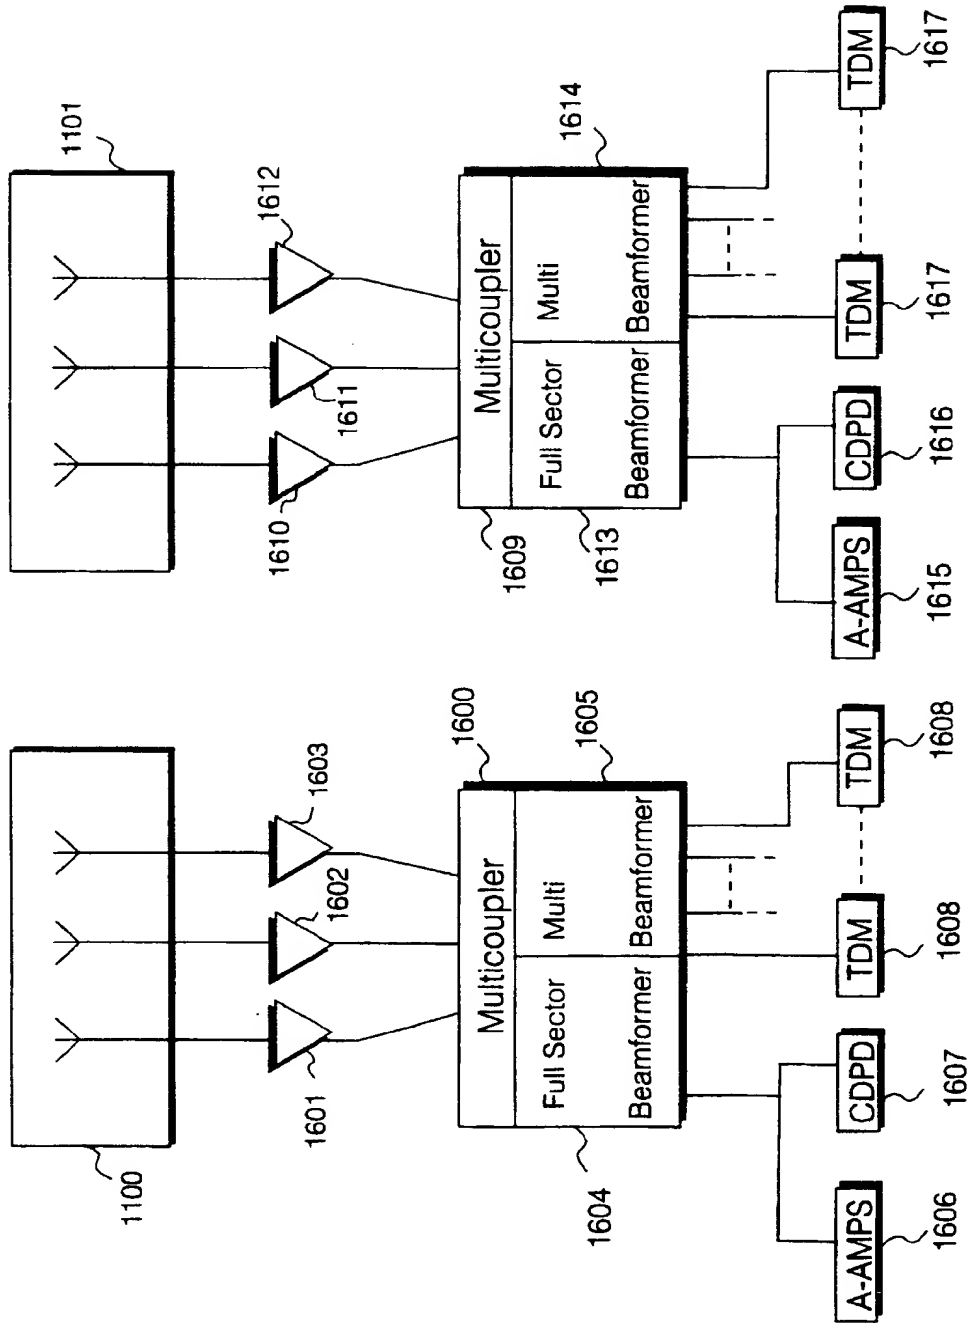 1100
1601
1602
1603
Multicoupler
1600
Full Sector
Beamformer
1604
Multi
Beamformer
1605
A-AMPS
1606
CDPD
1607
TDM
1608
TDM
1608
1101
1610
1611
1612
Multicoupler
1609
Full Sector
Beamformer
1613
Multi
Beamformer
1614
A-AMPS
1615
CDPD
1616
TDM
1617
TDM
1617